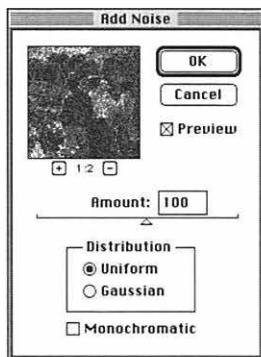 Add Noise
OK
Cancel
Preview
+ 1:2 -
Amount: 100
Distribution
Uniform
Gaussian
Monochromatic